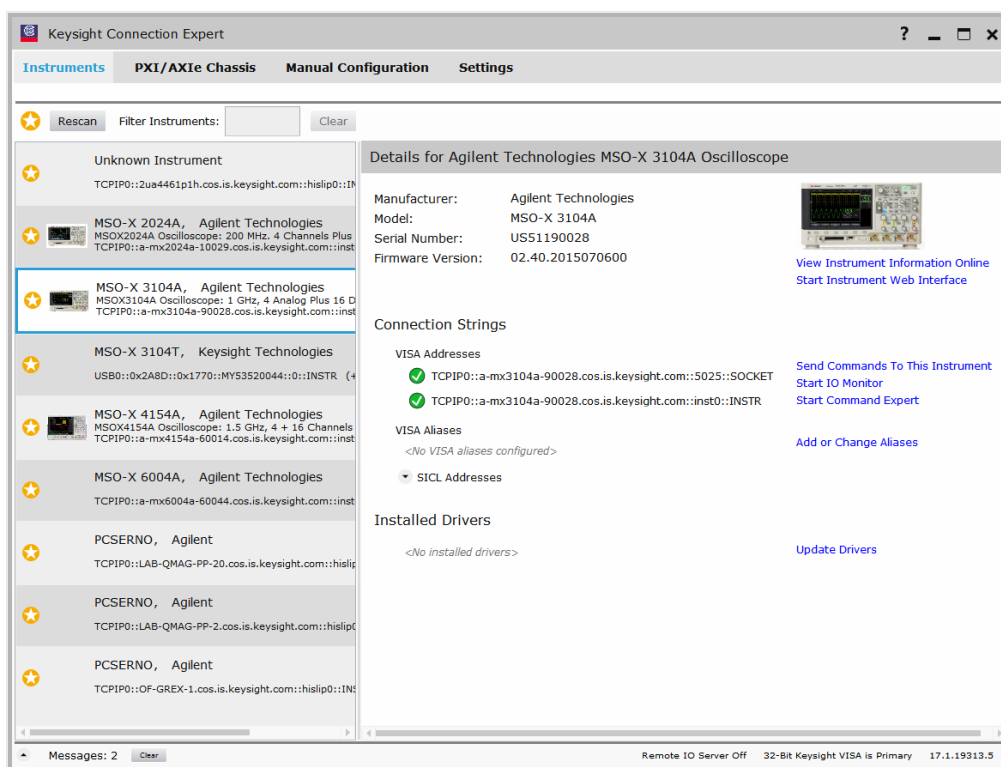 Keysight Connection Expert
?
Instruments PXI/AXIe Chassis Manual Configuration Settings
Rescan Filter Instruments: Clear
Unknown Instrument
TCPIP0::2ua4461p1h.cos.is.keysight.com::hislip0::IN
MSO-X 2024A, Agilent Technologies
MSOX2024A Oscilloscope: 200 MHz. 4 Channels Plus
TCPIP0::a-mx2024a-10029.cos.is.keysight.com::inst
MSO-X 3104A, Agilent Technologies
MSOX3104A Oscilloscope: 1 GHz, 4 Analog Plus 16 D
TCPIP0::a-mx3104a-90028.cos.is.keysight.com::inst
MSO-X 3104T, Keysight Technologies
USB0::0x2A8D::0x1770::MY53520044::0::INSTR (+
MSO-X 4154A, Agilent Technologies
MSOX4154A Oscilloscope: 1.5 GHz, 4 + 16 Channels
TCPIP0::a-mx4154a-60014.cos.is.keysight.com::inst
MSO-X 6004A, Agilent Technologies
TCPIP0::a-mx6004a-60044.cos.is.keysight.com::inst
PCSERNO, Agilent
TCPIP0::LAB-QMAG-PP-20.cos.is.keysight.com::hislip
PCSERNO, Agilent
TCPIP0::LAB-QMAG-PP-2.cos.is.keysight.com::hislip0
PCSERNO, Agilent
TCPIP0::OF-GREX-1.cos.is.keysight.com::hislip0::INS
Details for Agilent Technologies MSO-X 3104A Oscilloscope
Manufacturer: Agilent Technologies
Model: MSO-X 3104A
Serial Number: US51190028
Firmware Version: 02.40.2015070600
View Instrument Information Online
Start Instrument Web Interface
Connection Strings
VISA Addresses
TCPIP0::a-mx3104a-90028.cos.is.keysight.com::5025::SOCKET
TCPIP0::a-mx3104a-90028.cos.is.keysight.com::inst0::INSTR
Send Commands To This Instrument
Start IO Monitor
Start Command Expert
VISA Aliases
<No VISA aliases configured>
Add or Change Aliases
SICL Addresses
Installed Drivers
<No installed drivers>
Update Drivers
Messages: 2 Clear
Remote IO Server Off 32-Bit Keysight VISA is Primary 17.1.19313.5